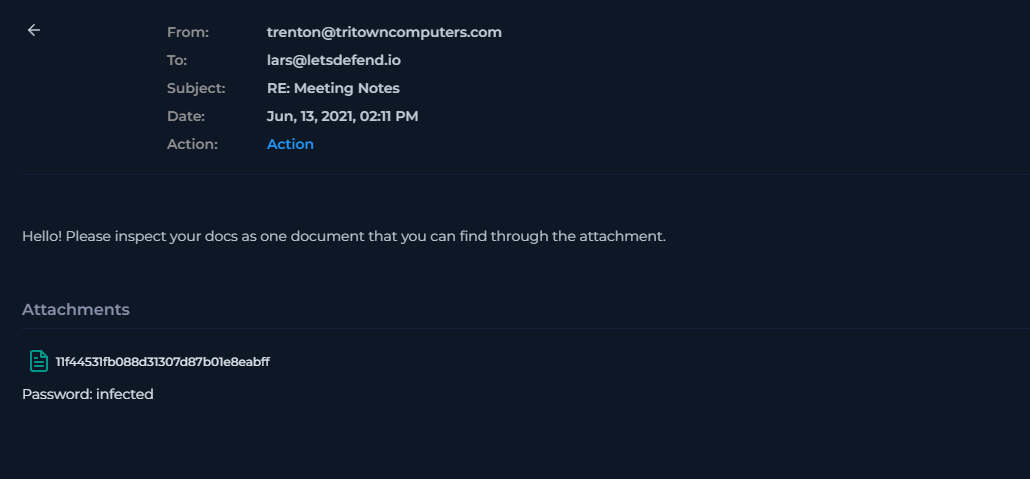 From: trenton@tritowncomputers.com
To: lars@letsdefend.io
Subject: RE: Meeting Notes
Date: Jun, 13, 2021, 02:11 PM
Action: Action
Hello! Please inspect your docs as one document that you can find through the attachment.
Attachments
11f44531fb088d31307d87b01e8eabff
Password: infected